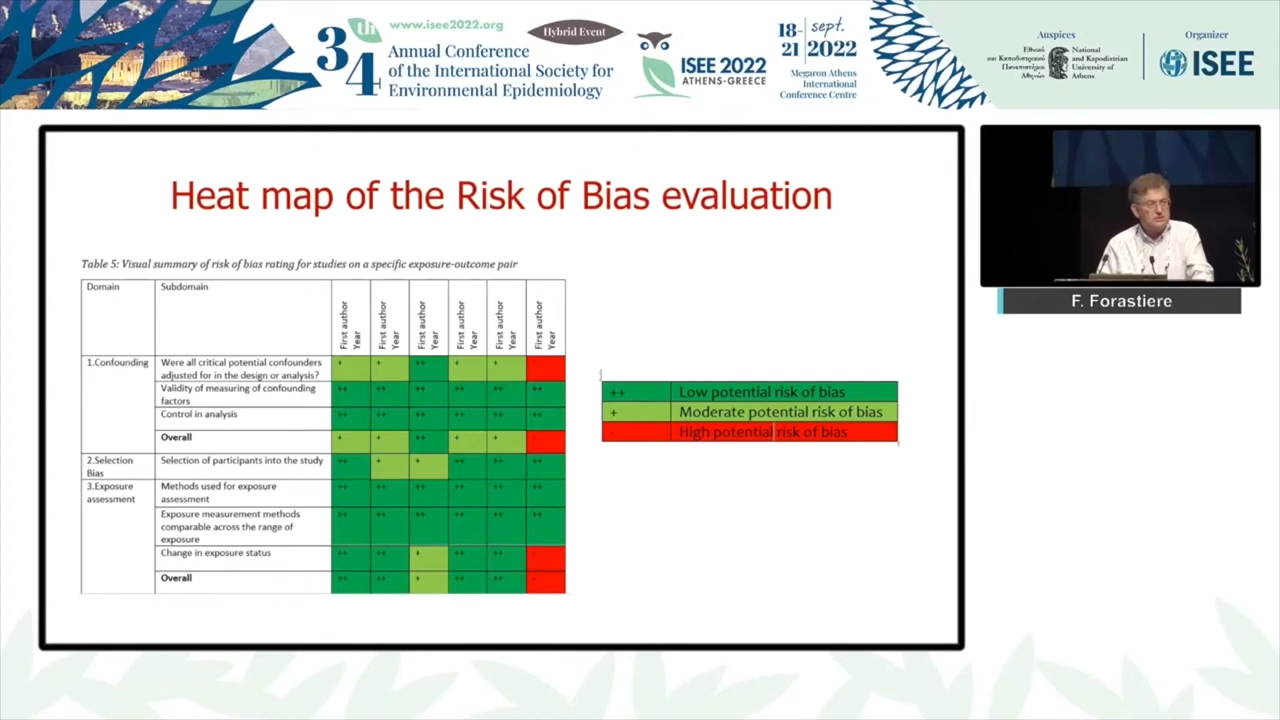 34th
www.isee2022.org
Hybrid Event
Annual Conference
of the International Society for
Environmental Epidemiology
ISEE 2022
ATHENS-GREECE
18-
21
sept.
2022
Megaron Athens
International
Conference Centre
Auspices
Εθνικό
και Καποδιστριακό
Πανεπιστήμιο
Αθηνών
National
and Kapodistrian
University of
Athens
Organizer
ISEE
Heat map of the Risk of Bias evaluation
Table 5: Visual summary of risk of bias rating for studies on a specific exposure-outcome pair
Domain Subdomain First author Year First author Year First author Year First author Year First author Year First author Year
1.Confounding Were all critical potential confounders
adjusted for in the design or analysis? + + ++ + +
Validity of measuring of confounding
factors ++ ++ ++ ++ ++ ++
Control in analysis ++ ++ ++ ++ ++ ++
Overall + + ++ + +
2.Selection
Bias
Selection of participants into the study ++ + + ++ ++ ++
3.Exposure
assessment
Methods used for exposure
assessment ++ ++ ++ ++ ++ ++
Exposure measurement methods
comparable across the range of
exposure ++ ++ ++ ++ ++ ++
Change in exposure status ++ ++ + ++ ++
Overall ++ ++ + ++ ++
++ Low potential risk of bias
+ Moderate potential risk of bias
- High potential risk of bias
F. Forastiere